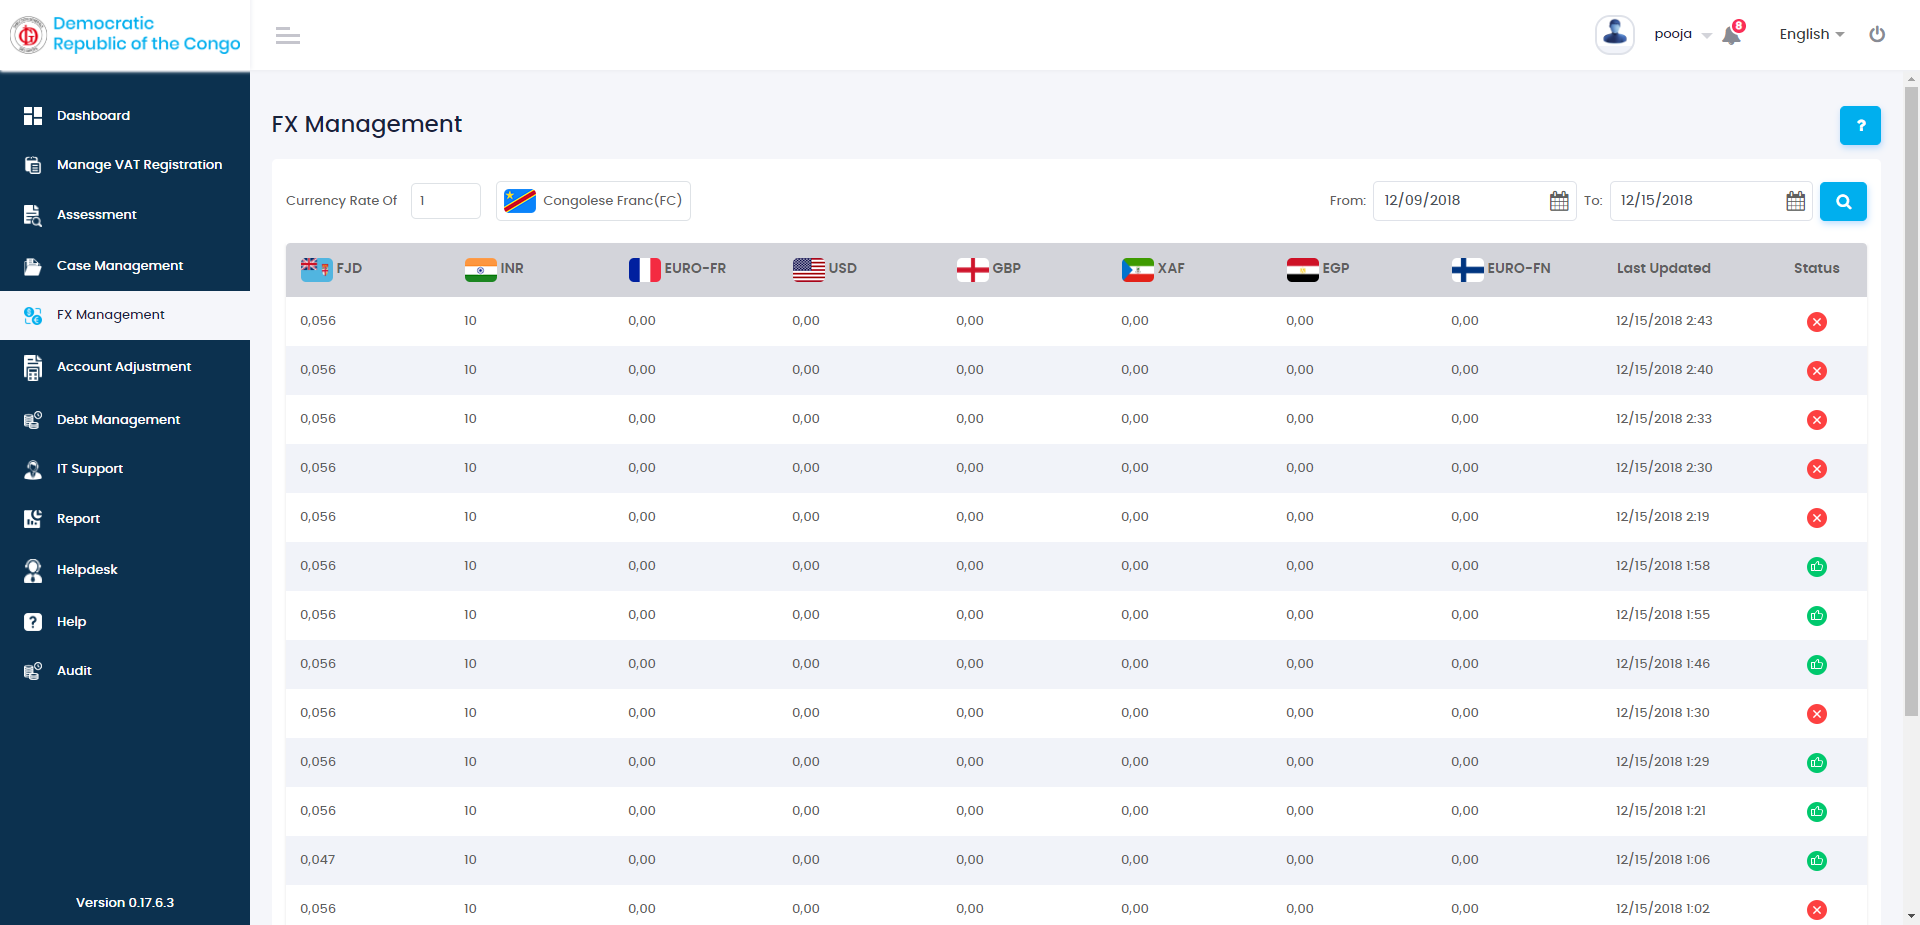 Democratic
Republic of the Congo
pooja
8
English
Dashboard
Manage VAT Registration
Assessment
Case Management
FX Management
Account Adjustment
Debt Management
IT Support
Report
Helpdesk
Help
Audit
Version 0.17.6.3
FX Management
?
Currency Rate Of 1 Congolese Franc(FC) From: 12/09/2018 To: 12/15/2018
FJD INR EURO-FR USD GBP XAF EGP EURO-FN Last Updated Status
0,056 10 0,00 0,00 0,00 0,00 0,00 0,00 12/15/2018 2:43
0,056 10 0,00 0,00 0,00 0,00 0,00 0,00 12/15/2018 2:40
0,056 10 0,00 0,00 0,00 0,00 0,00 0,00 12/15/2018 2:33
0,056 10 0,00 0,00 0,00 0,00 0,00 0,00 12/15/2018 2:30
0,056 10 0,00 0,00 0,00 0,00 0,00 0,00 12/15/2018 2:19
0,056 10 0,00 0,00 0,00 0,00 0,00 0,00 12/15/2018 1:58
0,056 10 0,00 0,00 0,00 0,00 0,00 0,00 12/15/2018 1:55
0,056 10 0,00 0,00 0,00 0,00 0,00 0,00 12/15/2018 1:46
0,056 10 0,00 0,00 0,00 0,00 0,00 0,00 12/15/2018 1:30
0,056 10 0,00 0,00 0,00 0,00 0,00 0,00 12/15/2018 1:29
0,056 10 0,00 0,00 0,00 0,00 0,00 0,00 12/15/2018 1:21
0,047 10 0,00 0,00 0,00 0,00 0,00 0,00 12/15/2018 1:06
0,056 10 0,00 0,00 0,00 0,00 0,00 0,00 12/15/2018 1:02